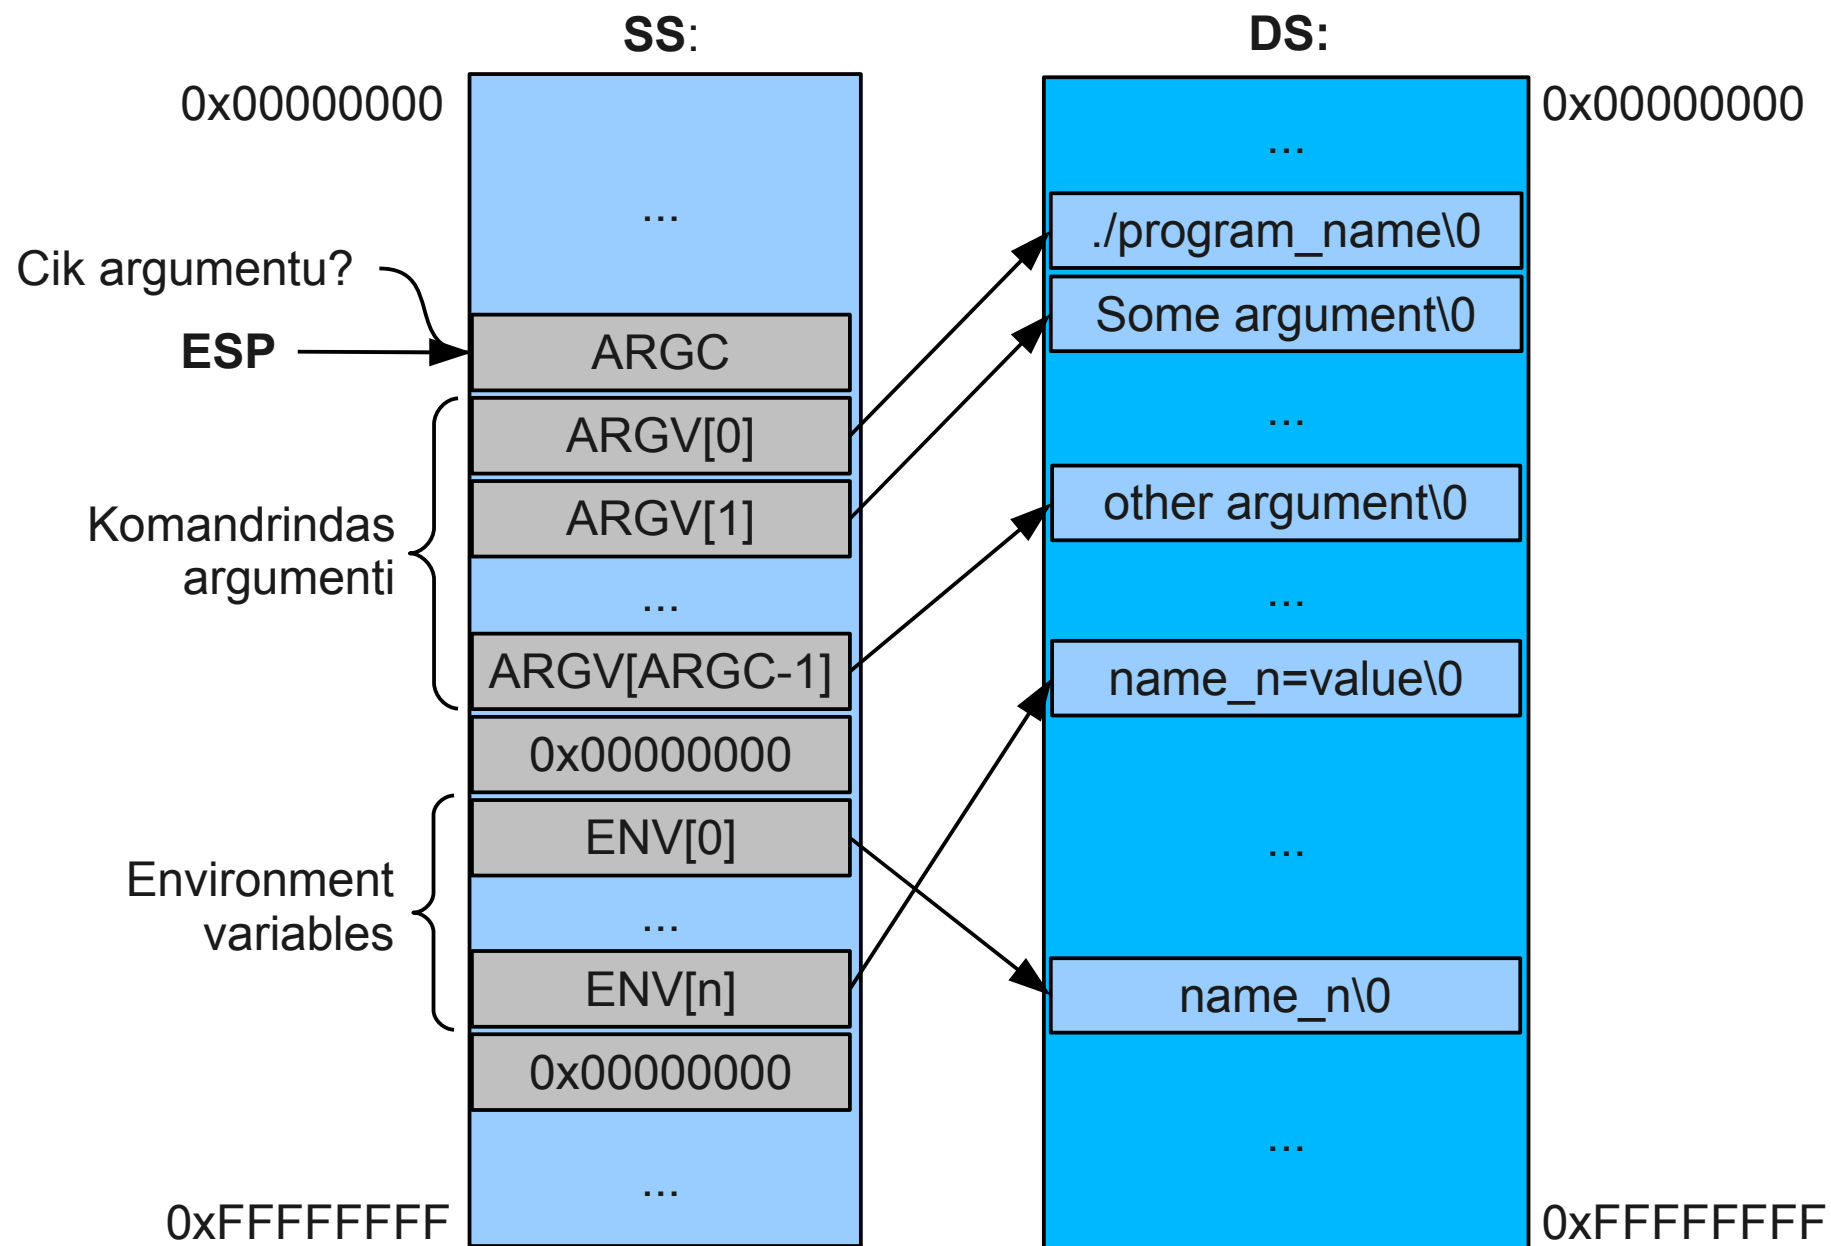 SS:
DS:
0x00000000
0x00000000
...
...
./program_name\0
Cik argumentu?
Some argument\0
ESP
ARGC
ARGV[0]
...
ARGV[1]
other argument\0
Komandrindas
argumenti
...
...
ARGV[ARGC-1]
name_n=value\0
0x00000000
ENV[0]
...
Environment
variables
...
ENV[n]
name_n\0
0x00000000
...
...
0xFFFFFFFF
0xFFFFFFFF